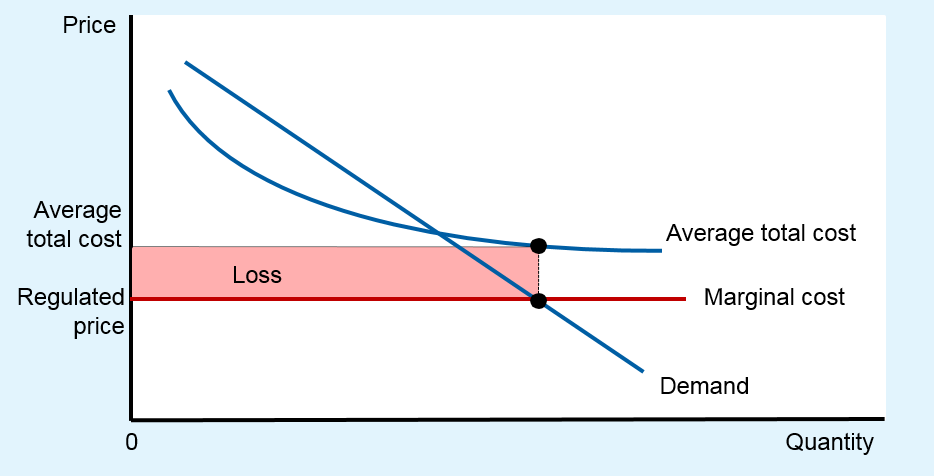 Price
Average
total cost
Average total cost
Loss
Regulated
price
Marginal cost
Demand
0
Quantity